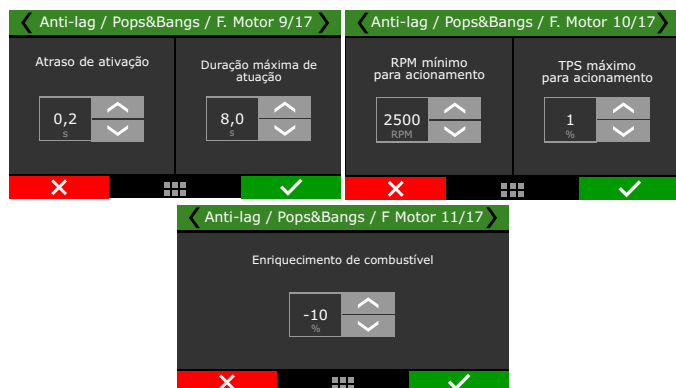 Anti-lag / Pops&Bangs / F. Motor 9/17
Atraso de ativação
0,2
s
Duração máxima de
atuação
8,0
s
Anti-lag / Pops&Bangs / F. Motor 10/17
RPM mínimo
para acionamento
2500
RPM
TPS máximo
para acionamento
1
%
Anti-lag / Pops&Bangs / F Motor 11/17
Enriquecimento de combustível
-10
%